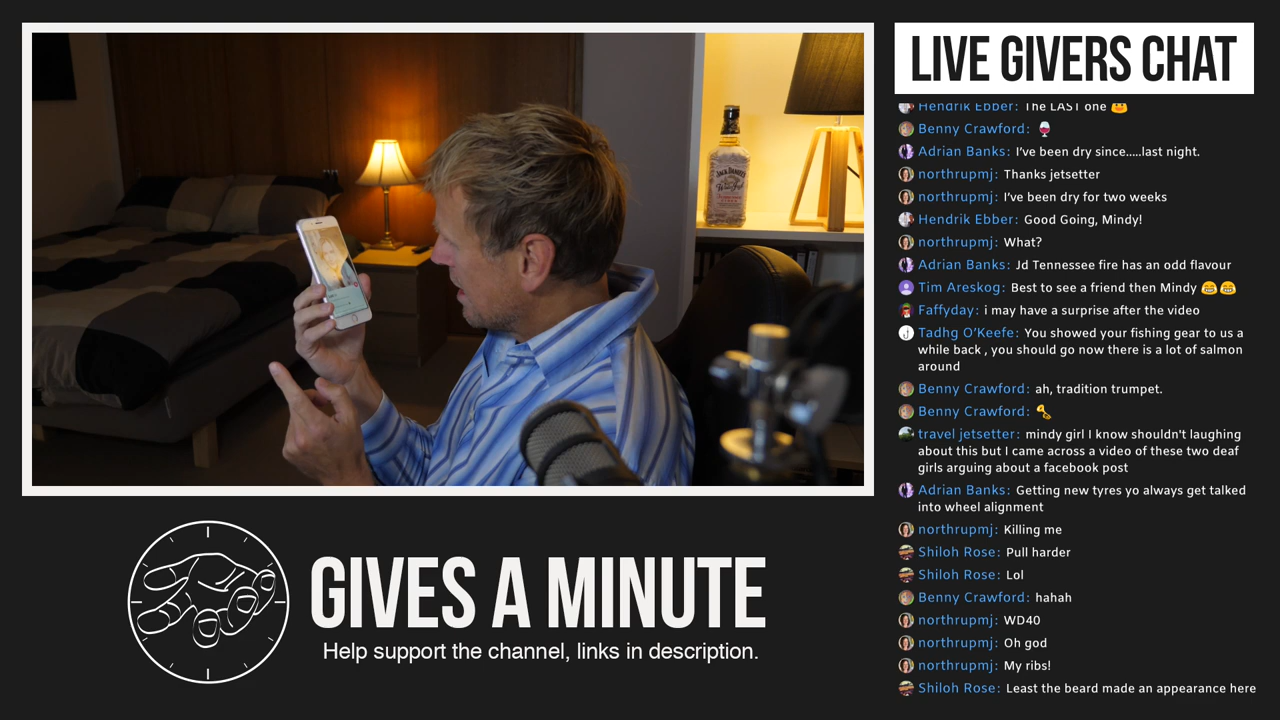 LIVE GIVERS CHAT
Hendrik Ebber: The LAST one
Benny Crawford: 🍷
Adrian Banks: I’ve been dry since.....last night.
northrupmj: Thanks jetsetter
northrupmj: I’ve been dry for two weeks
Hendrik Ebber: Good Going, Mindy!
northrupmj: What?
Adrian Banks: Jd Tennessee fire has an odd flavour
Tim Areskog: Best to see a friend then Mindy 😂😂
Faffyday: i may have a surprise after the video
Tadhg O’Keefe: You showed your fishing gear to us a
while back , you should go now there is a lot of salmon
around
Benny Crawford: ah, tradition trumpet.
Benny Crawford: 🎺
travel jetsetter: mindy girl I know shouldn't laughing
about this but I came across a video of these two deaf
girls arguing about a facebook post
Adrian Banks: Getting new tyres yo always get talked
into wheel alignment
northrupmj: Killing me
Shiloh Rose: Pull harder
Shiloh Rose: Lol
Benny Crawford: hahah
northrupmj: WD40
northrupmj: Oh god
northrupmj: My ribs!
Shiloh Rose: Least the beard made an appearance here
JACK DANIEL'S
GIVES A MINUTE
Help support the channel, links in description.